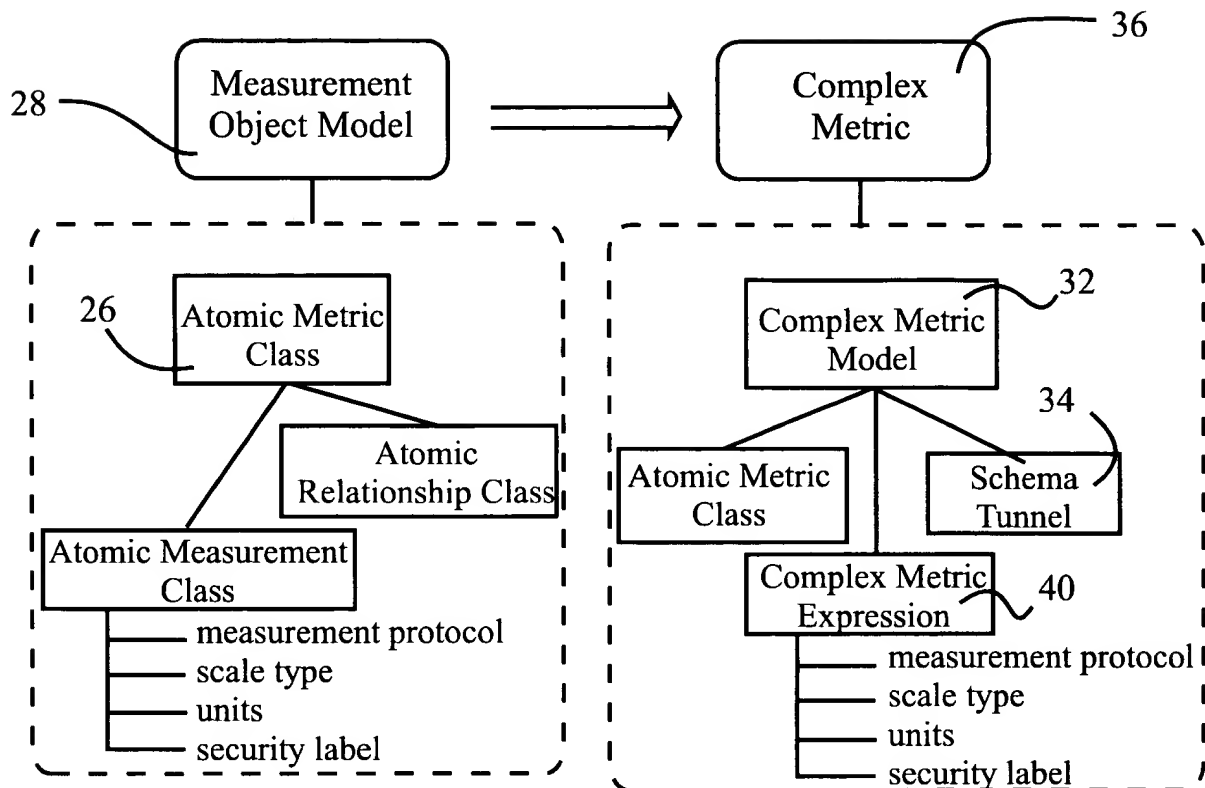 36
Measurement
Object Model
28
Complex
Metric
26
Atomic Metric
Class
Atomic
Relationship Class
Atomic Measurement
Class
measurement protocol
scale type
units
security label
32
Complex Metric
Model
34
Atomic Metric
Class
Schema
Tunnel
Complex Metric
Expression
40
measurement protocol
scale type
units
security label